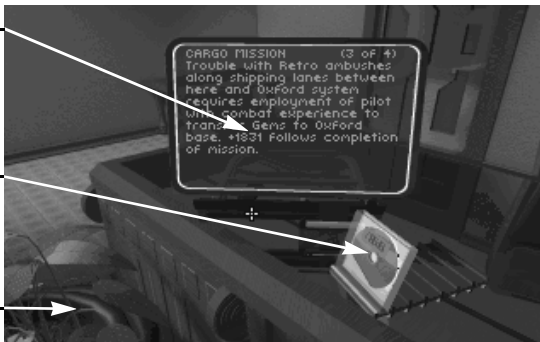 CARGO MISSION (3 of 4)
Trouble with Retro ambushes
along shipping lanes between
here and Oxford system
requires employment of pilot
with combat experience to
transfer Gems to Oxford
base. +1831 follows completion
of mission.